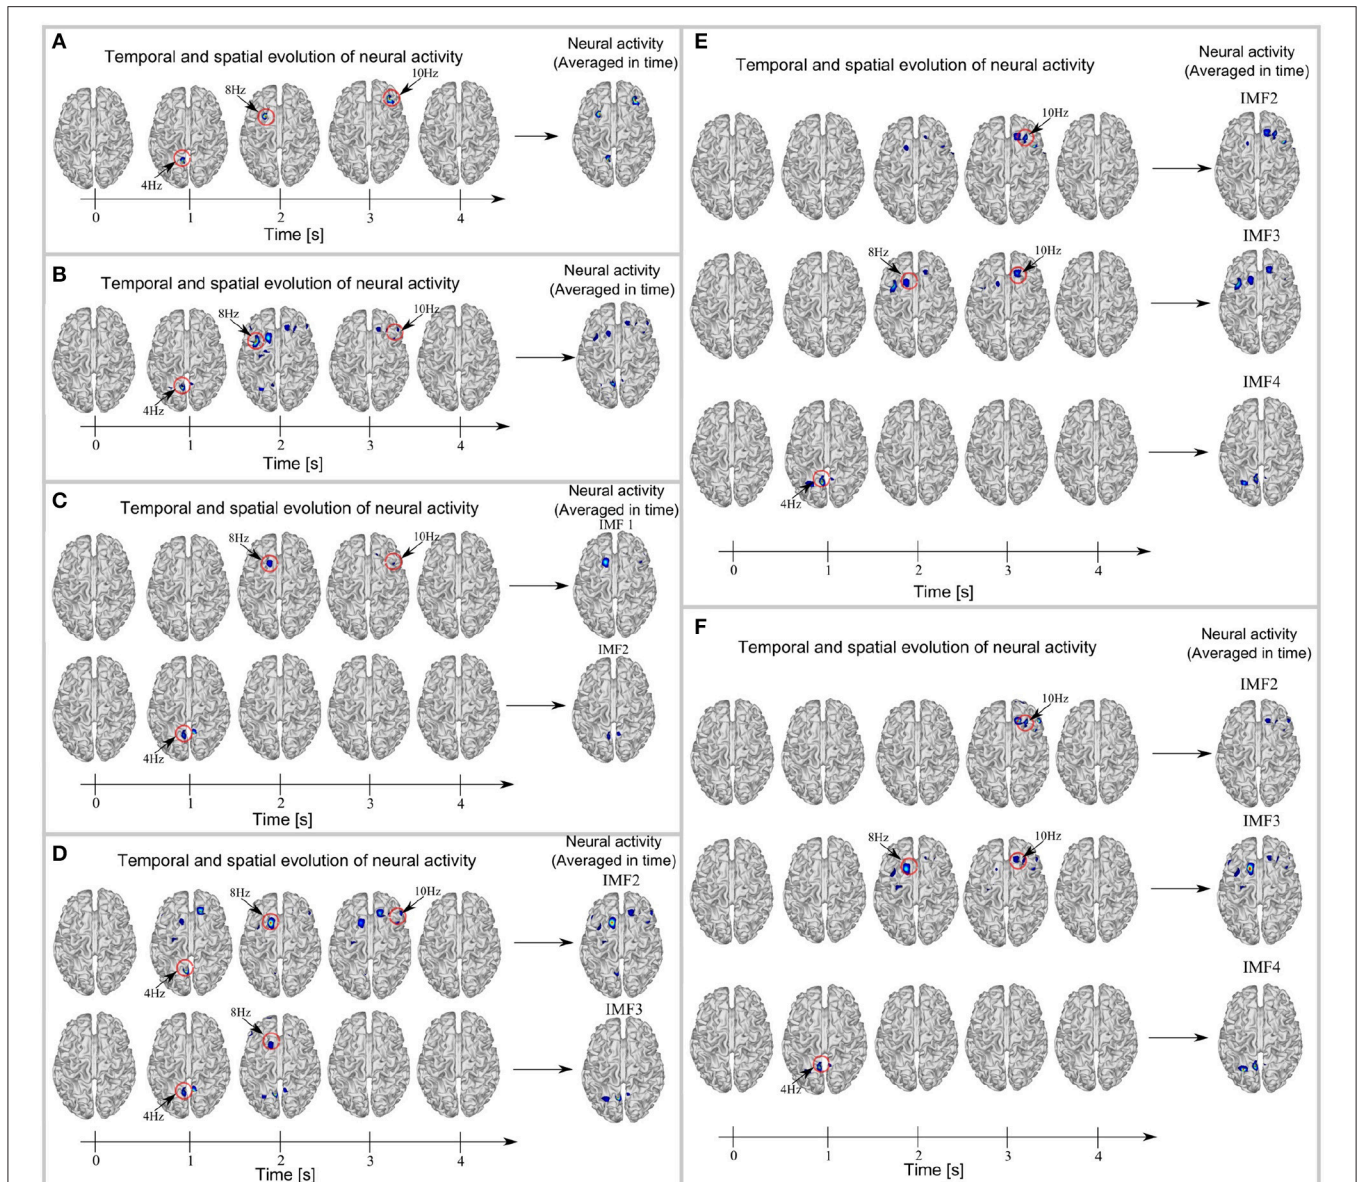 A
Temporal and spatial evolution of neural activity
Neural activity
(Averaged in time)
8Hz
10Hz
4Hz
0 1 2 3 4
Time [s]
B
Temporal and spatial evolution of neural activity
Neural activity
(Averaged in time)
8Hz
10Hz
4Hz
0 1 2 3 4
Time [s]
C
Temporal and spatial evolution of neural activity
Neural activity
(Averaged in time)
IMF 1
8Hz
10Hz
IMF2
4Hz
0 1 2 3 4
Time [s]
D
Temporal and spatial evolution of neural activity
Neural activity
(Averaged in time)
IMF2
8Hz
10Hz
4Hz
IMF3
8Hz
4Hz
0 1 2 3 4
Time [s]
E
Temporal and spatial evolution of neural activity
Neural activity
(Averaged in time)
IMF2
10Hz
IMF3
8Hz
10Hz
IMF4
4Hz
0 1 2 3 4
Time [s]
F
Temporal and spatial evolution of neural activity
Neural activity
(Averaged in time)
IMF2
10Hz
IMF3
8Hz
10Hz
IMF4
4Hz
0 1 2 3 4
Time [s]